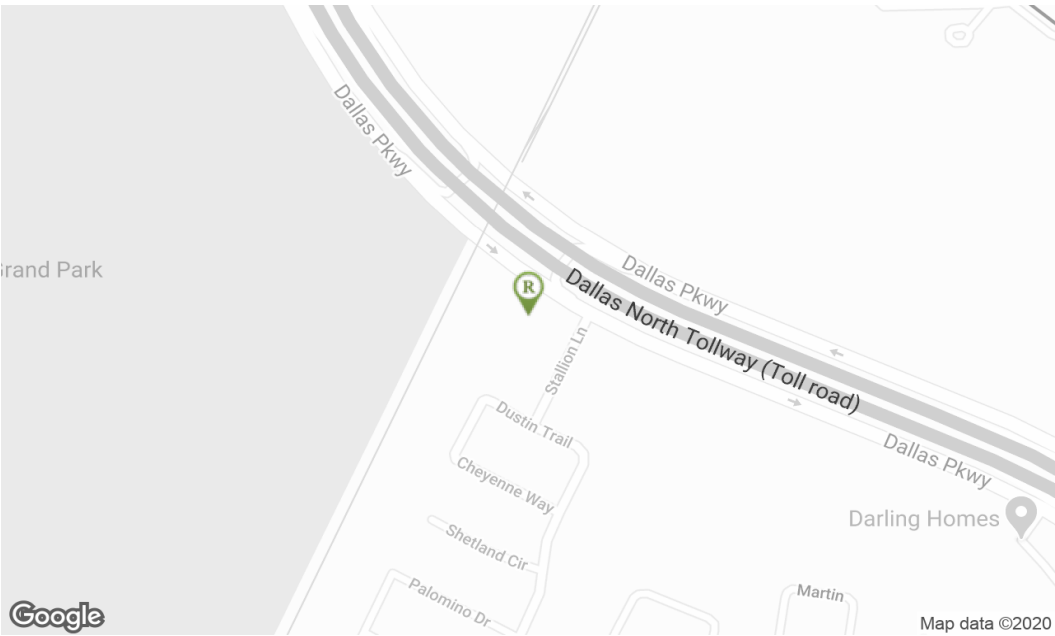 Dallas Pkwy
rand Park
R
Dallas Pkwy
Dallas North Tollway (Toll road)
Stallion Ln
Dustin Trail
Dallas Pkwy
Cheyenne Way
Darling Homes
Shetland Cir
Palomino Dr
Martin
Google
Map data ©2020